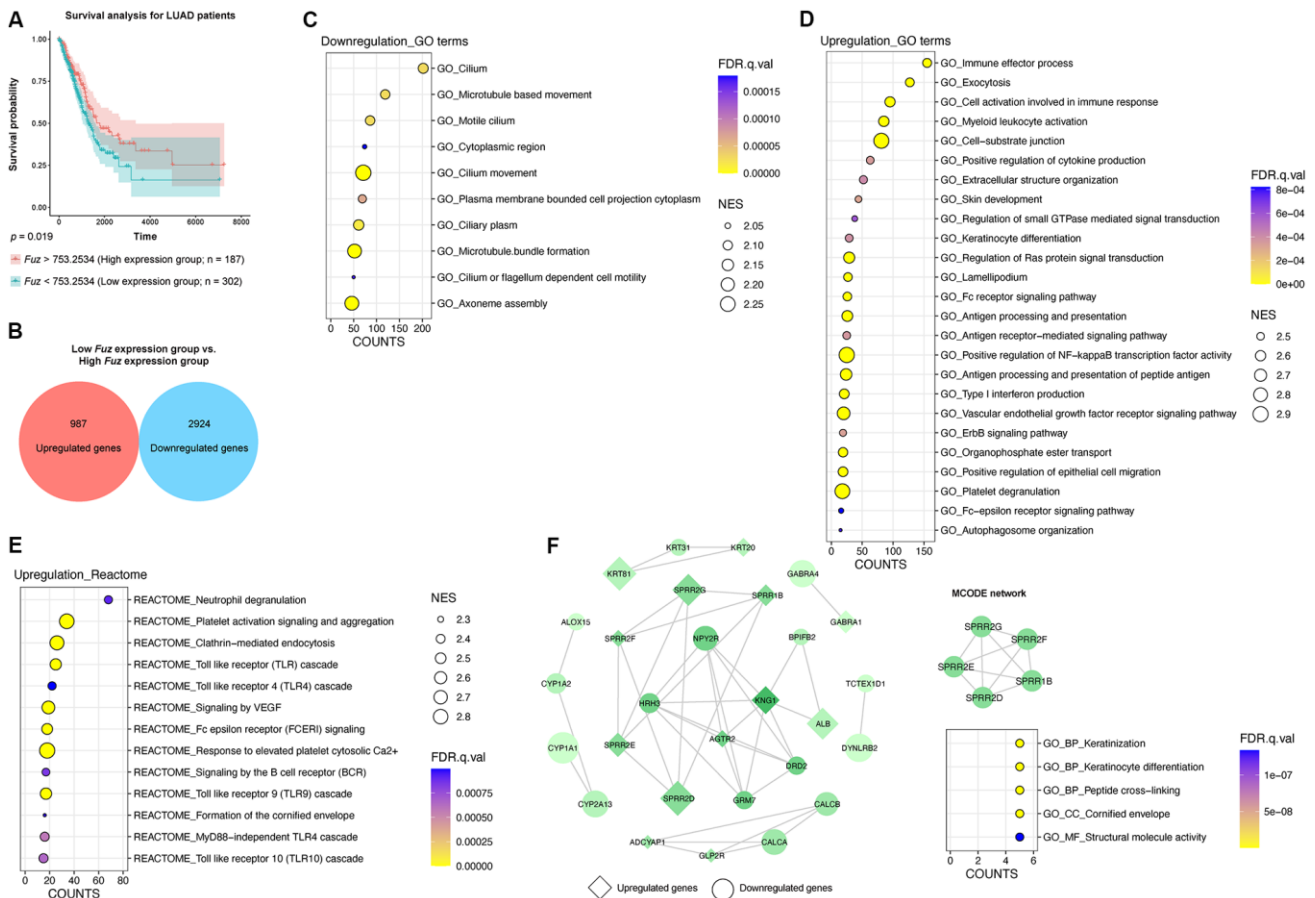 A
Survival analysis for LUAD patients
Survival probability
1.00
0.75
0.50
0.25
0.00
0 2000 4000 6000 8000
Time
p = 0.019
Fuz > 753.2534 (High expression group; n = 187)
Fuz < 753.2534 (Low expression group; n = 302)
B
Low Fuz expression group vs.
High Fuz expression group
987
Upregulated genes
2924
Downregulated genes
C
Downregulation_GO terms
GO_Cilium
GO_Microtubule based movement
GO_Motile cilium
GO_Cytoplasmic region
GO_Cilium movement
GO_Plasma membrane bounded cell projection cytoplasm
GO_Ciliary plasm
GO_Microtubule.bundle formation
GO_Cilium or flagellum dependent cell motility
GO_Axoneme assembly
0 50 100 150 200
COUNTS
FDR.q.val
0.00015
0.00010
0.00005
0.00000
NES
2.05
2.10
2.15
2.20
2.25
D
Upregulation_GO terms
GO_Immune effector process
GO_Exocytosis
GO_Cell activation involved in immune response
GO_Myeloid leukocyte activation
GO_Cell−substrate junction
GO_Positive regulation of cytokine production
GO_Extracellular structure organization
GO_Skin development
GO_Regulation of small GTPase mediated signal transduction
GO_Keratinocyte differentiation
GO_Regulation of Ras protein signal transduction
GO_Lamellipodium
GO_Fc receptor signaling pathway
GO_Antigen processing and presentation
GO_Antigen receptor−mediated signaling pathway
GO_Positive regulation of NF−kappaB transcription factor activity
GO_Antigen processing and presentation of peptide antigen
GO_Type I interferon production
GO_Vascular endothelial growth factor receptor signaling pathway
GO_ErbB signaling pathway
GO_Organophosphate ester transport
GO_Positive regulation of epithelial cell migration
GO_Platelet degranulation
GO_Fc−epsilon receptor signaling pathway
GO_Autophagosome organization
0 50 100 150
COUNTS
FDR.q.val
8e−04
6e−04
4e−04
2e−04
0e+00
NES
2.5
2.6
2.7
2.8
2.9
E
Upregulation_Reactome
REACTOME_Neutrophil degranulation
REACTOME_Platelet activation signaling and aggregation
REACTOME_Clathrin−mediated endocytosis
REACTOME_Toll like receptor (TLR) cascade
REACTOME_Toll like receptor 4 (TLR4) cascade
REACTOME_Signaling by VEGF
REACTOME_Fc epsilon receptor (FCERI) signaling
REACTOME_Response to elevated platelet cytosolic Ca2+
REACTOME_Signaling by the B cell receptor (BCR)
REACTOME_Toll like receptor 9 (TLR9) cascade
REACTOME_Formation of the cornified envelope
REACTOME_MyD88−independent TLR4 cascade
REACTOME_Toll like receptor 10 (TLR10) cascade
0 20 40 60 80
COUNTS
NES
2.3
2.4
2.5
2.6
2.7
2.8
FDR.q.val
0.00075
0.00050
0.00025
0.00000
F
KRT31 KRT20
KRT81
GABRA4
SPRR2G SPRR1B
ALOX15
GABRA1
SPRR2F NPY2R BPIFB2
CYP1A2
TCTEX1D1
HRH3 KNG1
ALB
AGTR2
CYP1A1 SPRR2E
DYNLRB2
DRD2
CYP2A13 SPRR2D GRM7
CALCB
ADCYAP1 GLP2R CALCA
Upregulated genes
Downregulated genes
MCODE network
SPRR2G
SPRR2F
SPRR2E
SPRR1B
SPRR2D
GO_BP_Keratinization
GO_BP_Keratinocyte differentiation
GO_BP_Peptide cross−linking
GO_CC_Cornified envelope
GO_MF_Structural molecule activity
0 2 4 6
COUNTS
FDR.q.val
1e−07
5e−08